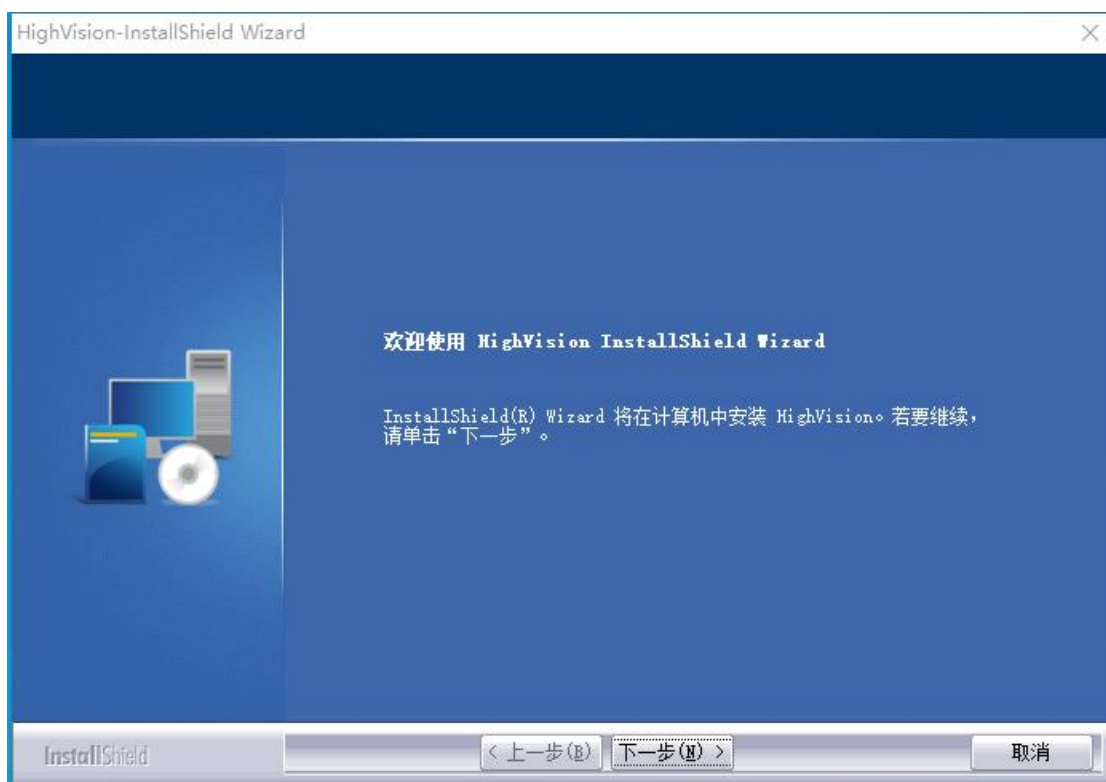 HighVision-InstallShield Wizard
欢迎使用 HighVision InstallShield Wizard
InstallShield(R) Wizard 将在计算机中安装 HighVision。若要继续，
请单击“下一步”。
InstallShield
< 上一步(B)
下一步(N) >
取消